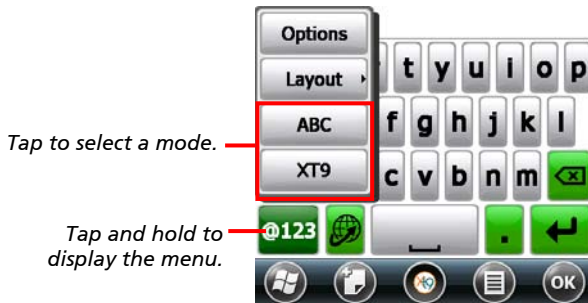 Options
Layout
t y u i o p
ABC
f g h j k l
Tap to select a mode.
XT9
c v b n m
Tap and hold to
display the menu.
@123
.
OK